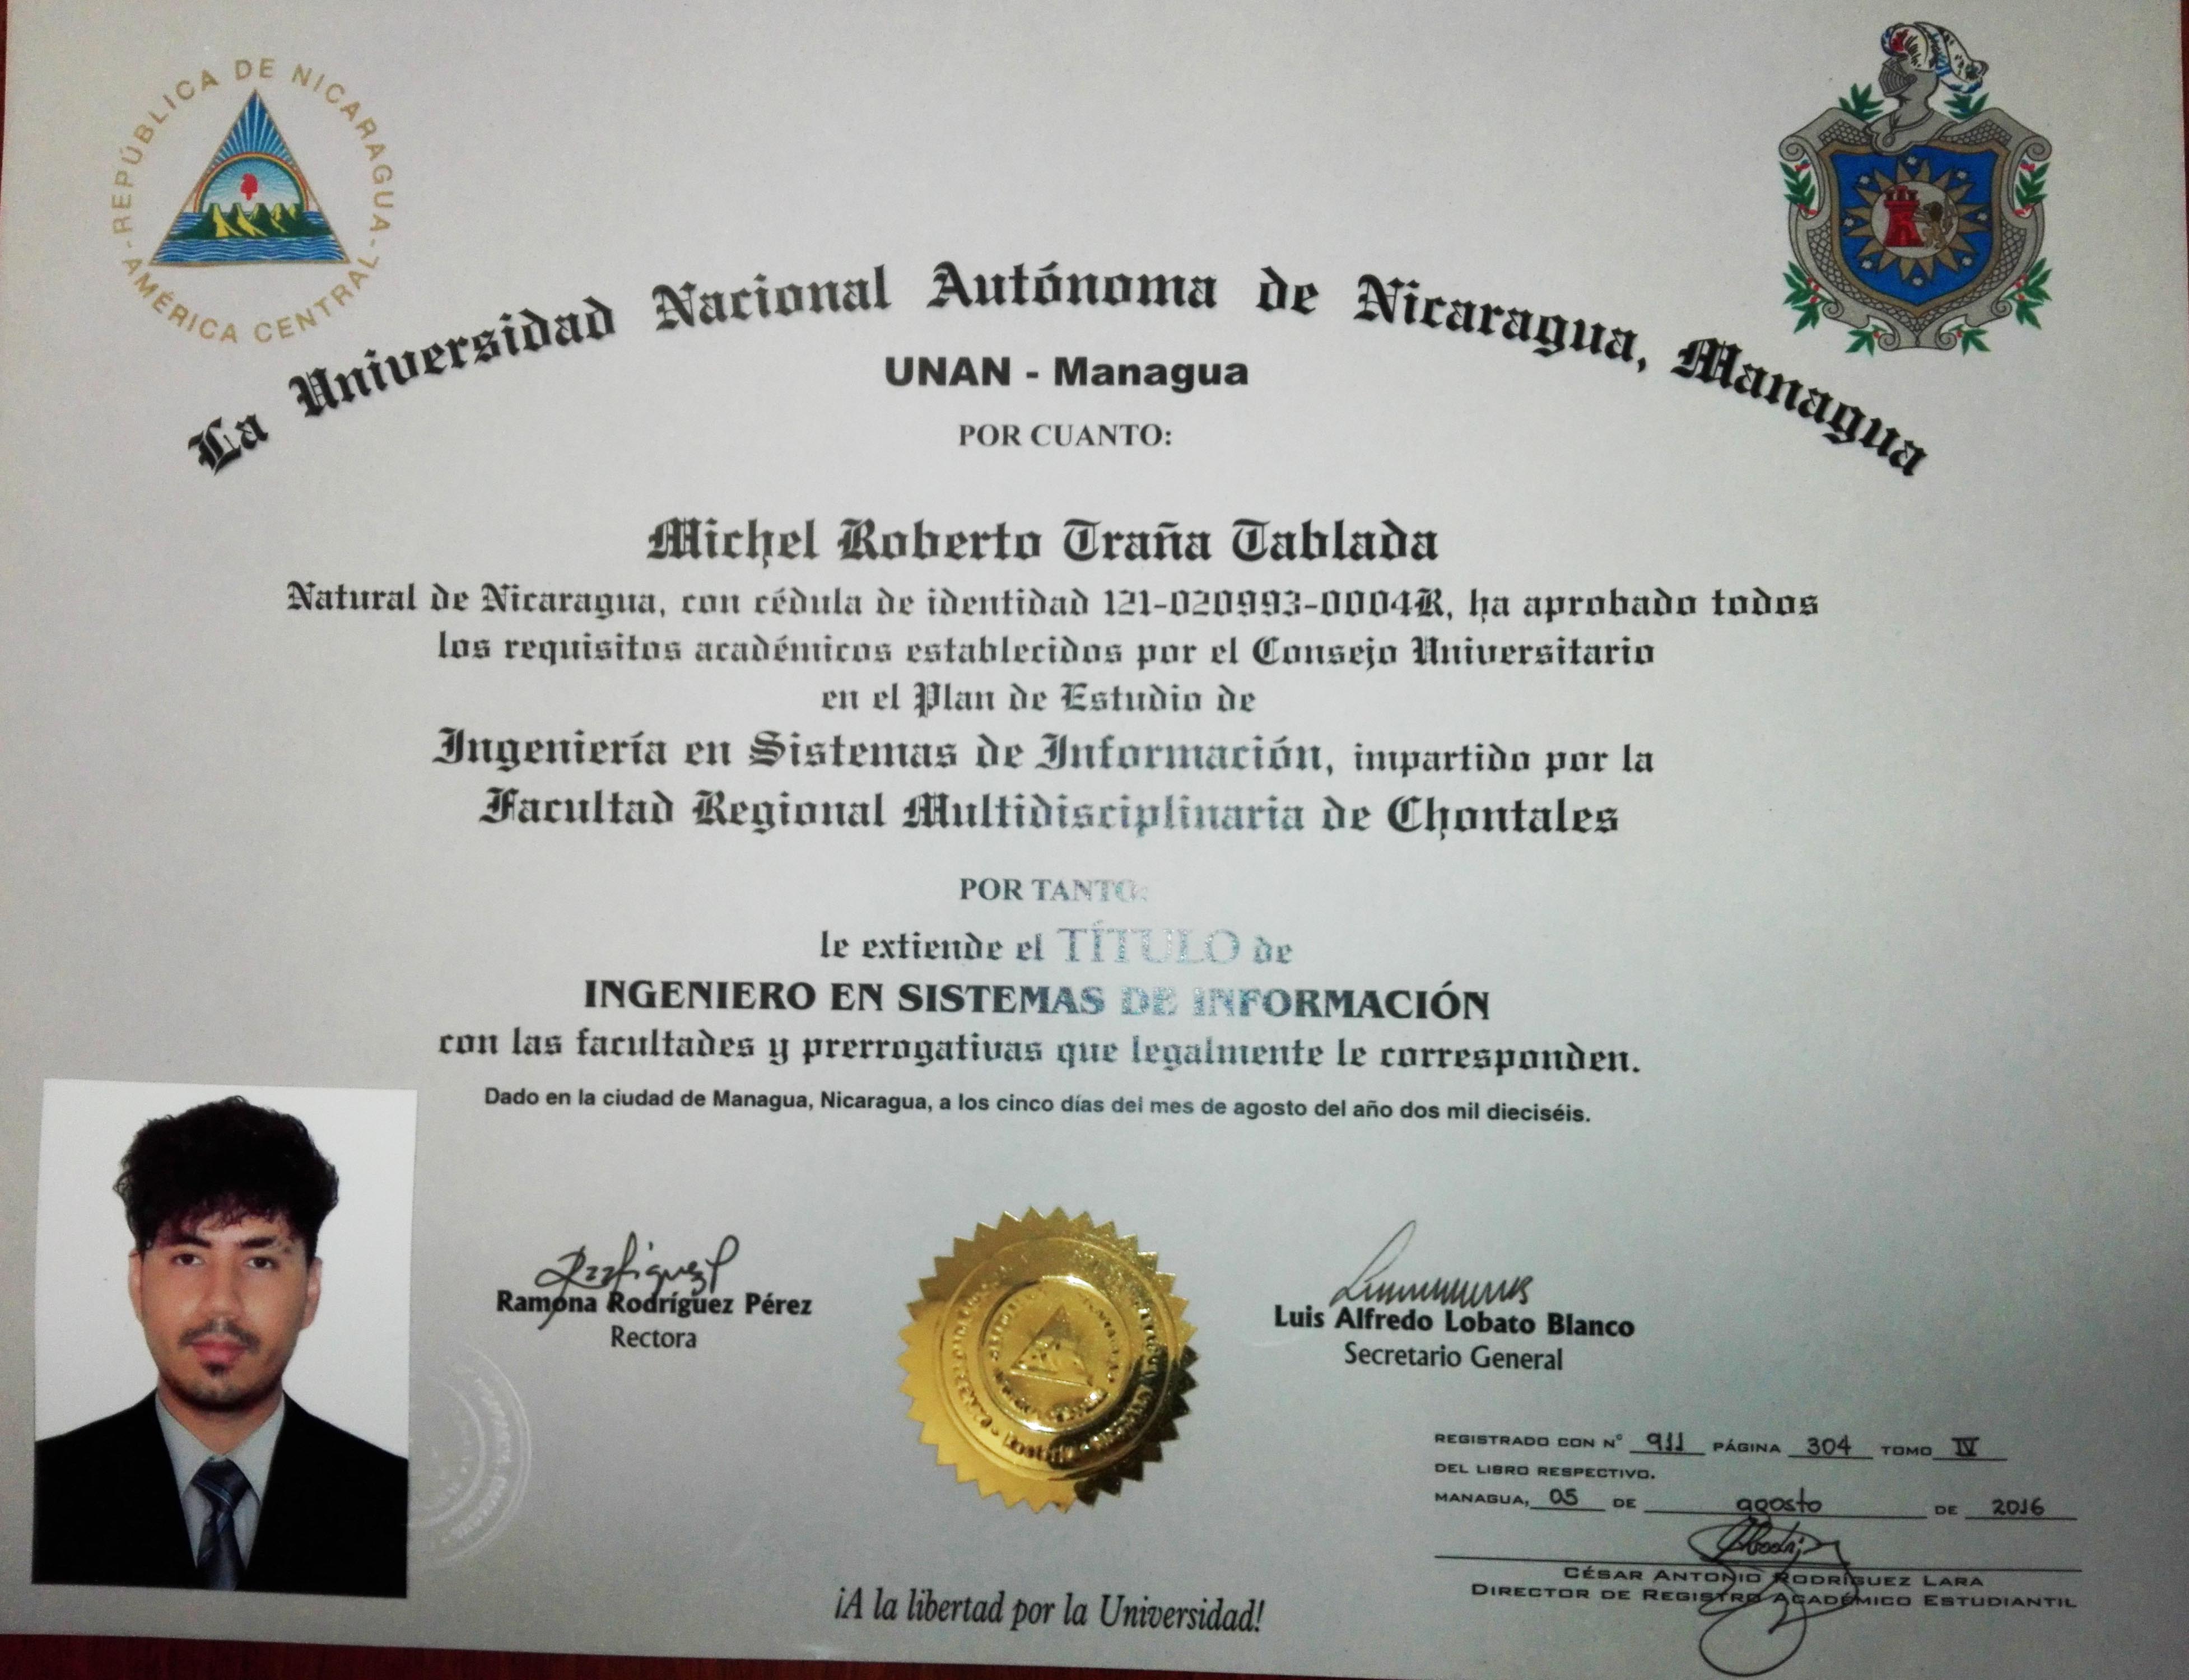 REPÚBLICA DE NICARAGUA
- AMÉRICA CENTRAL -
La Universidad Nacional Autónoma de Nicaragua, Managua
UNAN - Managua
POR CUANTO:
Michel Roberto Traña Tablada
Natural de Nicaragua, con cédula de identidad 121-020993-0004R, ha aprobado todos
los requisitos académicos establecidos por el Consejo Universitario
en el Plan de Estudio de
Ingeniería en Sistemas de Información, impartido por la
Facultad Regional Multidisciplinaria de Chontales
POR TANTO:
le extiende el TÍTULO de
INGENIERO EN SISTEMAS DE INFORMACIÓN
con las facultades y prerrogativas que legalmente le corresponden.
Dado en la ciudad de Managua, Nicaragua, a los cinco días del mes de agosto del año dos mil dieciséis.
Ramona Rodríguez Pérez
Rectora
Luis Alfredo Lobato Blanco
Secretario General
REGISTRADO CON N° 911 PÁGINA 304 TOMO IV
DEL LIBRO RESPECTIVO.
MANAGUA, 05 DE agosto DE 2016
CÉSAR ANTONIO RODRÍGUEZ LARA
DIRECTOR DE REGISTRO ACADÉMICO ESTUDIANTIL
¡A la libertad por la Universidad!